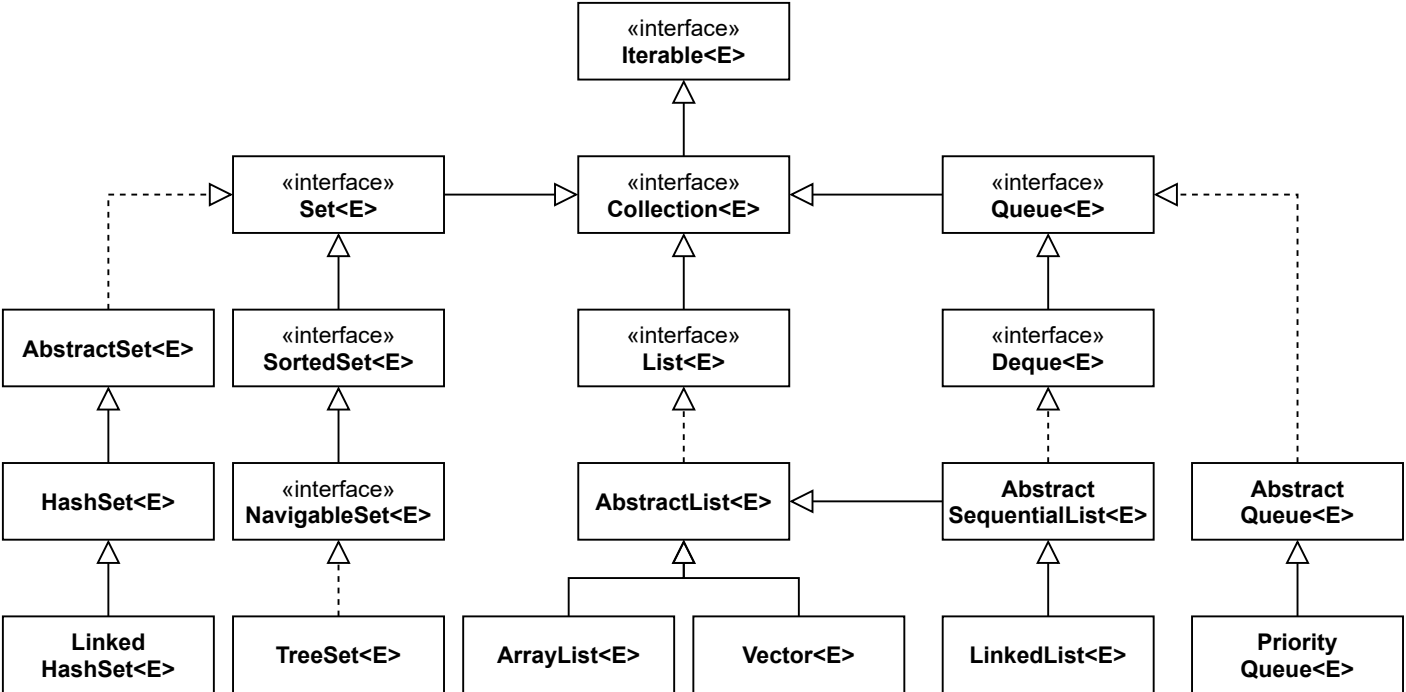 «interface»
Iterable<E>
«interface»
Set<E>
«interface»
Collection<E>
«interface»
Queue<E>
AbstractSet<E>
«interface»
SortedSet<E>
«interface»
List<E>
«interface»
Deque<E>
HashSet<E>
«interface»
NavigableSet<E>
AbstractList<E>
Abstract
SequentialList<E>
Abstract
Queue<E>
Linked
HashSet<E>
TreeSet<E>
ArrayList<E>
Vector<E>
LinkedList<E>
Priority
Queue<E>